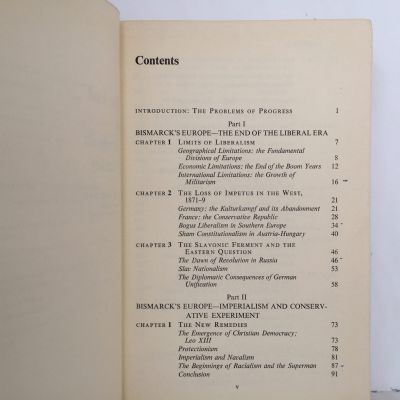 Contents
INTRODUCTION: THE PROBLEMS OF PROGRESS 1
Part I
BISMARCK'S EUROPE—THE END OF THE LIBERAL ERA
CHAPTER 1 LIMITS OF LIBERALISM 7
Geographical Limitations: the Fundamental
Divisions of Europe 8
Economic Limitations: the End of the Boom Years 12
International Limitations: the Growth of
Militarism 16
CHAPTER 2 THE LOSS OF IMPETUS IN THE WEST,
1871–9 21
Germany: the Kulturkampf and its Abandonment 21
France: the Conservative Republic 28
Bogus Liberalism in Southern Europe 34
Sham Constitutionalism in Austria-Hungary 40
CHAPTER 3 THE SLAVONIC FERMENT AND THE
EASTERN QUESTION 46
The Dawn of Revolution in Russia 46
Slav Nationalism 53
The Diplomatic Consequences of German
Unification 58
Part II
BISMARCK'S EUROPE—IMPERIALISM AND CONSERV-
ATIVE EXPERIMENT
CHAPTER 1 THE NEW REMEDIES 73
The Emergence of Christian Democracy;
Leo XIII 73
Protectionism 78
Imperialism and Navalism 81
The Beginnings of Racialism and the Superman 87
Conclusion 91
v